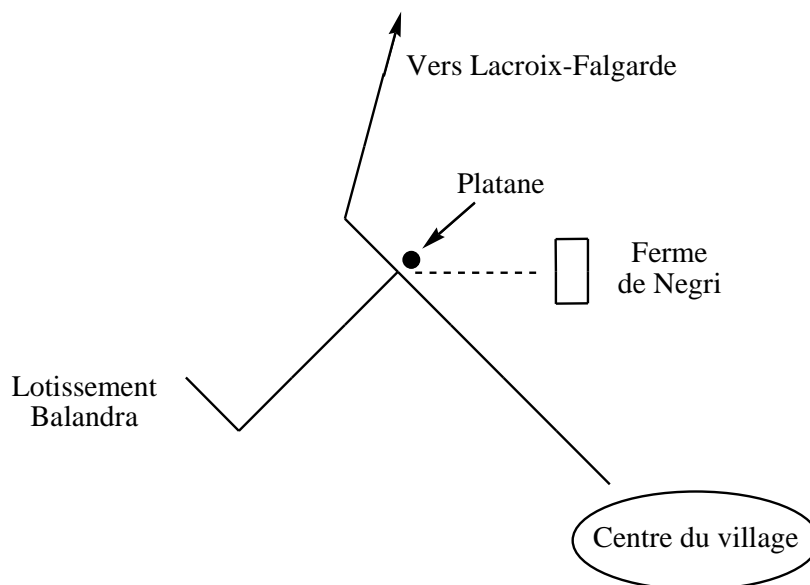 Vers Lacroix-Falgarde
Platane
Ferme
de Negri
Lotissement
Balandra
Centre du village